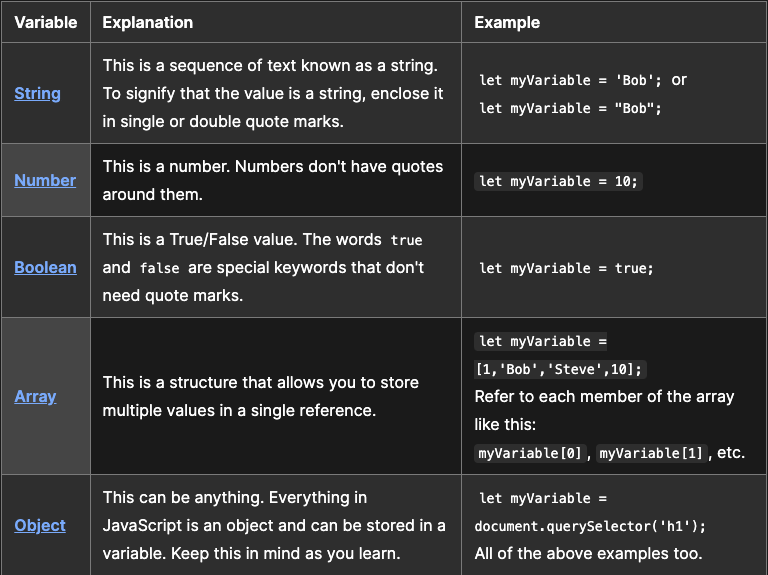 Variable Explanation Example
String
This is a sequence of text known as a string.
To signify that the value is a string, enclose it
in single or double quote marks.
let myVariable = 'Bob'; or
let myVariable = "Bob";
Number
This is a number. Numbers don't have quotes
around them.
let myVariable = 10;
Boolean
This is a True/False value. The words true
and false are special keywords that don't
need quote marks.
let myVariable = true;
Array
This is a structure that allows you to store
multiple values in a single reference.
let myVariable =
[1,'Bob','Steve',10];
Refer to each member of the array
like this:
myVariable[0], myVariable[1], etc.
Object
This can be anything. Everything in
JavaScript is an object and can be stored in a
variable. Keep this in mind as you learn.
let myVariable =
document.querySelector('h1');
All of the above examples too.